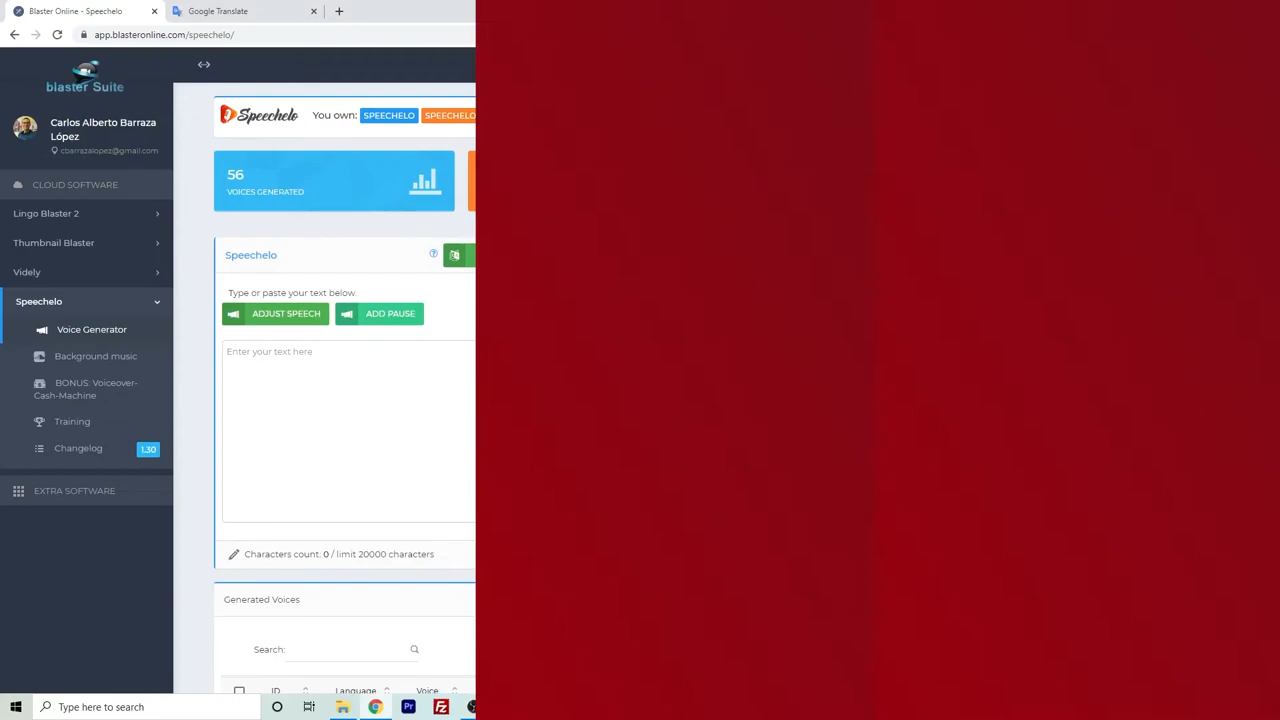 Blaster Online - Speechelo
Google Translate
app.blasteronline.com/speechelo/
blaster Suite
Carlos Alberto Barraza
López
cbarrazalopez@gmail.com
CLOUD SOFTWARE
Lingo Blaster 2
Thumbnail Blaster
Videly
Speechelo
Voice Generator
Background music
BONUS: Voiceover-
Cash-Machine
Training
Changelog 1.30
EXTRA SOFTWARE
Speechelo You own: SPEECHELO SPEECHELO
56
VOICES GENERATED
Speechelo
Type or paste your text below.
ADJUST SPEECH ADD PAUSE
Enter your text here
Characters count: 0 / limit 20000 characters
Generated Voices
Search:
ID Language Voice
Type here to search
Pr
Fz